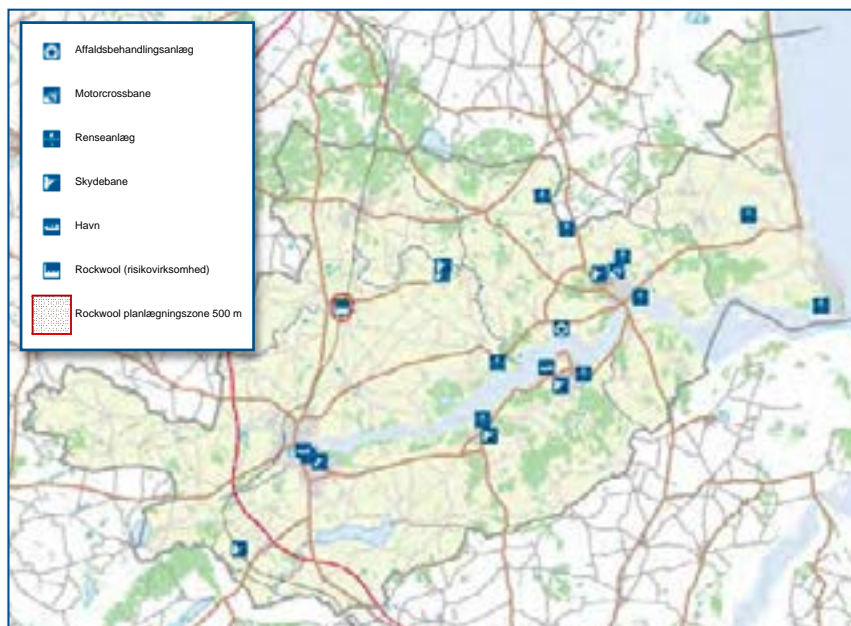 Affaldsbehandlingsanlæg
Motorcrossbane
Renseanlæg
Skydebane
Havn
Rockwool (risikovirksomhed)
Rockwool planlægningszone 500 m